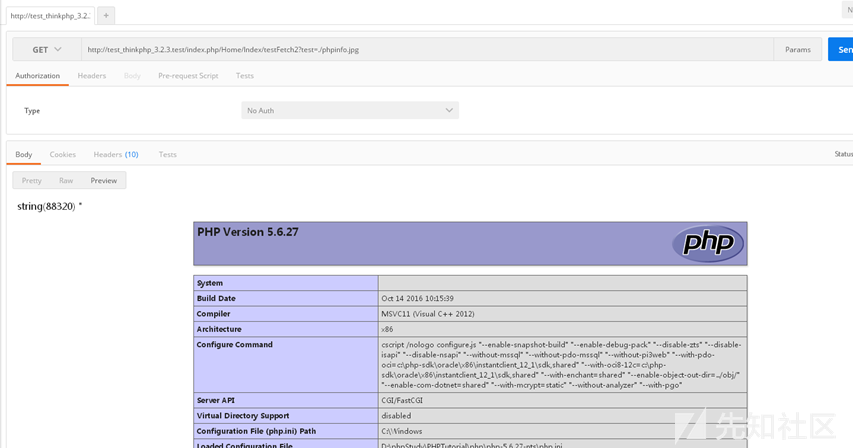 http://test_thinkphp_3.2. +
N
GET http://test_thinkphp_3.2.3.test/index.php/Home/Index/testFetch2?test=./phpinfo.jpg Params Sen
Authorization Headers Body Pre-request Script Tests
Type No Auth
Body Cookies Headers (10) Tests Status
Pretty Raw Preview
string(88320) "
PHP Version 5.6.27 php
System
Build Date Oct 14 2016 10:15:39
Compiler MSVC11 (Visual C++ 2012)
Architecture x86
Configure Command cscript /nologo configure.js "--enable-snapshot-build" "--enable-debug-pack" "--disable-zts" "--disable-
isapi" "--disable-nsapi" "--without-mssql" "--without-pdo-mssql" "--without-pi3web" "--with-pdo-
oci=c:\php-sdk\oracle\x86\instantclient_12_1\sdk,shared" "--with-oci8-12c=c:\php-
sdk\oracle\x86\instantclient_12_1\sdk,shared" "--with-enchant=shared" "--enable-object-out-dir=../obj/"
"--enable-com-dotnet=shared" "--with-mcrypt=static" "--without-analyzer" "--with-pgo"
Server API CGI/FastCGI
Virtual Directory Support disabled
Configuration File (php.ini) Path C:\Windows
Loaded Configuration File D:\phpStudy\PHPTutorial\php\php-5.6.27-nts\php.ini
先知社区